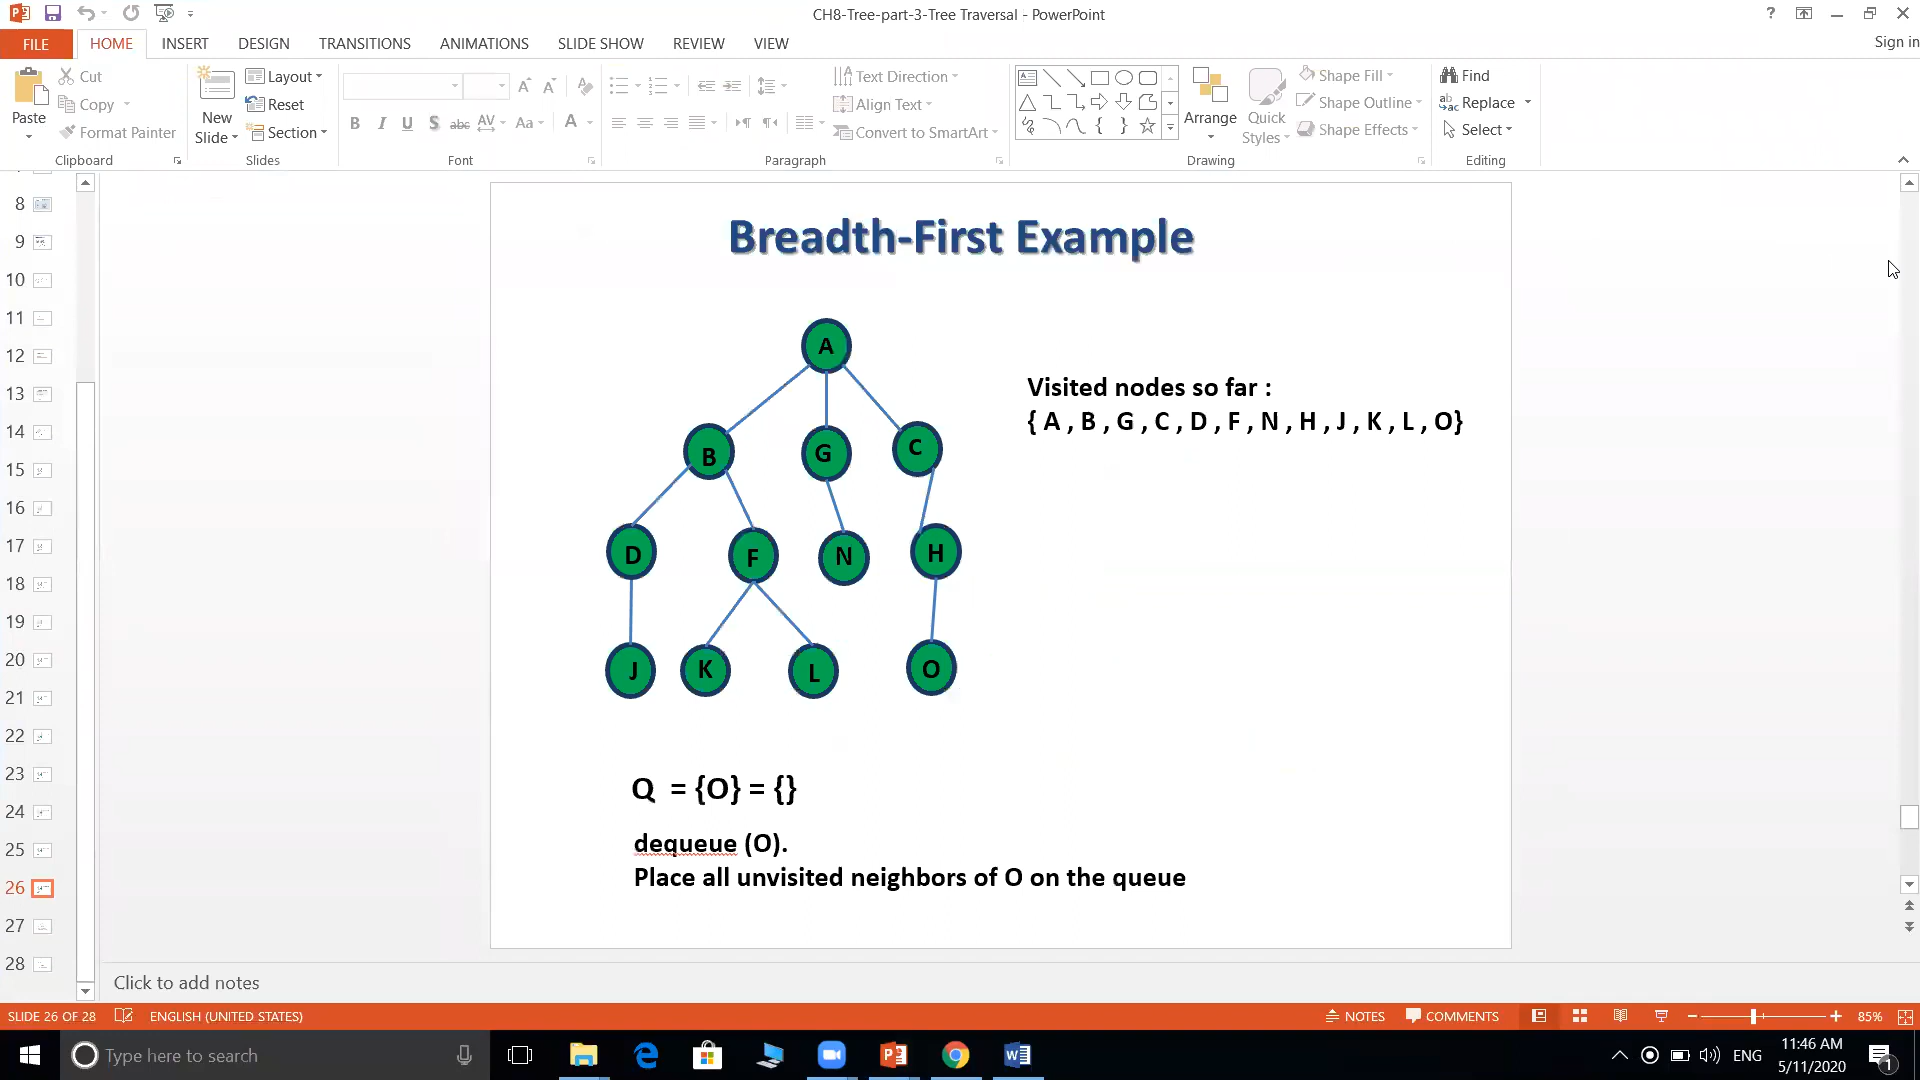 CH8-Tree-part-3-Tree Traversal - PowerPoint
?
Sign in
FILE HOME INSERT DESIGN TRANSITIONS ANIMATIONS SLIDE SHOW REVIEW VIEW
Paste
Cut
Copy
Format Painter
Clipboard
New
Slide
Layout
Reset
Section
Slides
B I U S abc AV Aa A
Font
Text Direction
Align Text
Convert to SmartArt
Paragraph
Arrange
Quick
Styles
Shape Fill
Shape Outline
Shape Effects
Drawing
Find
Replace
Select
Editing
8
9
10
11
12
13
14
15
16
17
18
19
20
21
22
23
24
25
26
27
28
Breadth-First Example
A
B G C
D F N H
J K L O
Visited nodes so far :
{ A , B , G , C , D , F , N , H , J , K , L , O}
Q = {O} = {}
dequeue (O).
Place all unvisited neighbors of O on the queue
Click to add notes
SLIDE 26 OF 28 ENGLISH (UNITED STATES) NOTES COMMENTS 85%
Type here to search
ENG
11:46 AM
5/11/2020
1